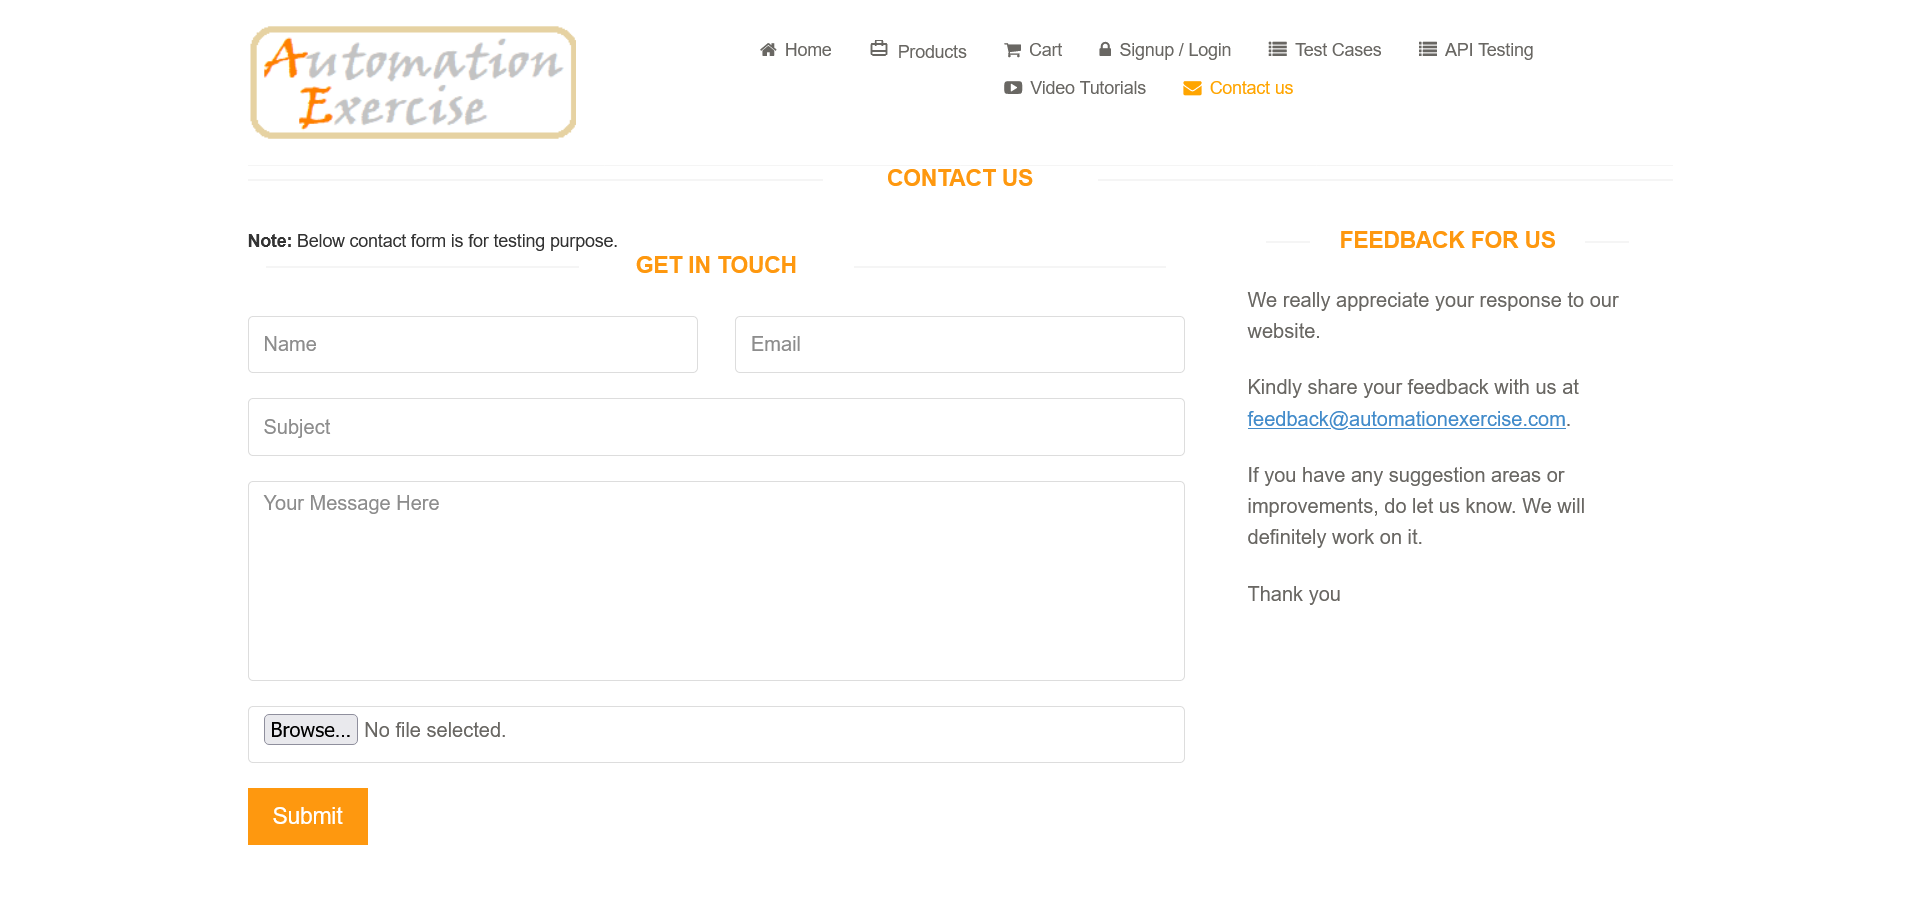 Automation
Exercise
Home
Products
Cart
Signup / Login
Test Cases
API Testing
Video Tutorials
Contact us
CONTACT US
Note: Below contact form is for testing purpose.
GET IN TOUCH
Name
Email
Subject
Your Message Here
Browse... No file selected.
Submit
FEEDBACK FOR US
We really appreciate your response to our
website.
Kindly share your feedback with us at
feedback@automationexercise.com.
If you have any suggestion areas or
improvements, do let us know. We will
definitely work on it.
Thank you